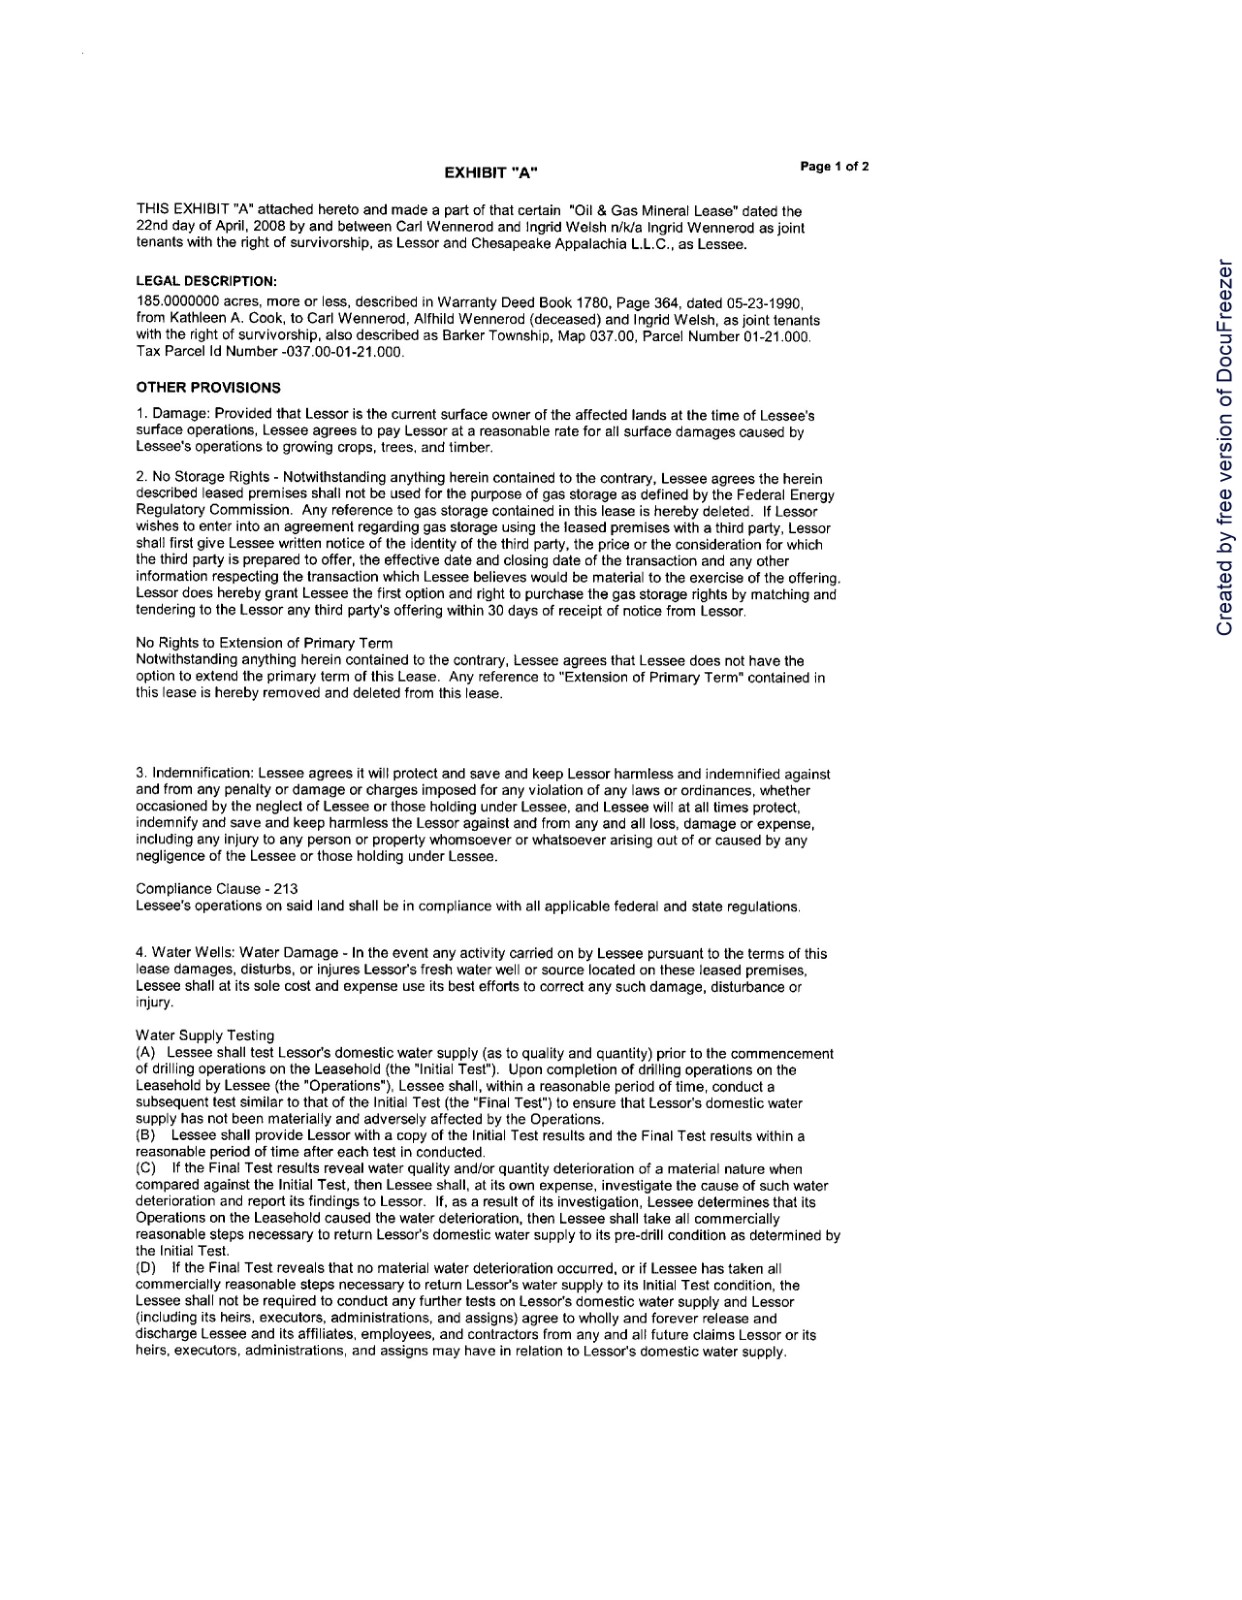 EXHIBIT "A"
Page 1 of 2
THIS EXHIBIT "A" attached hereto and made a part of that certain "Oil & Gas Mineral Lease" dated the
22nd day of April, 2008 by and between Carl Wennerod and Ingrid Welsh n/k/a Ingrid Wennerod as joint
tenants with the right of survivorship, as Lessor and Chesapeake Appalachia L.L.C., as Lessee.
LEGAL DESCRIPTION:
185.0000000 acres, more or less, described in Warranty Deed Book 1780, Page 364, dated 05-23-1990,
from Kathleen A. Cook, to Carl Wennerod, Alfhild Wennerod (deceased) and Ingrid Welsh, as joint tenants
with the right of survivorship, also described as Barker Township, Map 037.00, Parcel Number 01-21.000.
Tax Parcel Id Number -037.00-01-21.000.
OTHER PROVISIONS
1. Damage: Provided that Lessor is the current surface owner of the affected lands at the time of Lessee's
surface operations, Lessee agrees to pay Lessor at a reasonable rate for all surface damages caused by
Lessee's operations to growing crops, trees, and timber.
2. No Storage Rights - Notwithstanding anything herein contained to the contrary, Lessee agrees the herein
described leased premises shall not be used for the purpose of gas storage as defined by the Federal Energy
Regulatory Commission. Any reference to gas storage contained in this lease is hereby deleted. If Lessor
wishes to enter into an agreement regarding gas storage using the leased premises with a third party, Lessor
shall first give Lessee written notice of the identity of the third party, the price or the consideration for which
the third party is prepared to offer, the effective date and closing date of the transaction and any other
information respecting the transaction which Lessee believes would be material to the exercise of the offering.
Lessor does hereby grant Lessee the first option and right to purchase the gas storage rights by matching and
tendering to the Lessor any third party's offering within 30 days of receipt of notice from Lessor.
No Rights to Extension of Primary Term
Notwithstanding anything herein contained to the contrary, Lessee agrees that Lessee does not have the
option to extend the primary term of this Lease. Any reference to "Extension of Primary Term" contained in
this lease is hereby removed and deleted from this lease.
3. Indemnification: Lessee agrees it will protect and save and keep Lessor harmless and indemnified against
and from any penalty or damage or charges imposed for any violation of any laws or ordinances, whether
occasioned by the neglect of Lessee or those holding under Lessee, and Lessee will at all times protect,
indemnify and save and keep harmless the Lessor against and from any and all loss, damage or expense,
including any injury to any person or property whomsoever or whatsoever arising out of or caused by any
negligence of the Lessee or those holding under Lessee.
Compliance Clause - 213
Lessee's operations on said land shall be in compliance with all applicable federal and state regulations.
4. Water Wells: Water Damage - In the event any activity carried on by Lessee pursuant to the terms of this
lease damages, disturbs, or injures Lessor's fresh water well or source located on these leased premises,
Lessee shall at its sole cost and expense use its best efforts to correct any such damage, disturbance or
injury.
Water Supply Testing
(A) Lessee shall test Lessor's domestic water supply (as to quality and quantity) prior to the commencement
of drilling operations on the Leasehold (the "Initial Test"). Upon completion of drilling operations on the
Leasehold by Lessee (the "Operations"), Lessee shall, within a reasonable period of time, conduct a
subsequent test similar to that of the Initial Test (the "Final Test") to ensure that Lessor's domestic water
supply has not been materially and adversely affected by the Operations.
(B) Lessee shall provide Lessor with a copy of the Initial Test results and the Final Test results within a
reasonable period of time after each test in conducted.
(C) If the Final Test results reveal water quality and/or quantity deterioration of a material nature when
compared against the Initial Test, then Lessee shall, at its own expense, investigate the cause of such water
deterioration and report its findings to Lessor. If, as a result of its investigation, Lessee determines that its
Operations on the Leasehold caused the water deterioration, then Lessee shall take all commercially
reasonable steps necessary to return Lessor's domestic water supply to its pre-drill condition as determined by
the Initial Test.
(D) If the Final Test reveals that no material water deterioration occurred, or if Lessee has taken all
commercially reasonable steps necessary to return Lessor's water supply to its Initial Test condition, the
Lessee shall not be required to conduct any further tests on Lessor's domestic water supply and Lessor
(including its heirs, executors, administrations, and assigns) agree to wholly and forever release and
discharge Lessee and its affiliates, employees, and contractors from any and all future claims Lessor or its
heirs, executors, administrations, and assigns may have in relation to Lessor's domestic water supply.
Created by free version of DocuFreezer